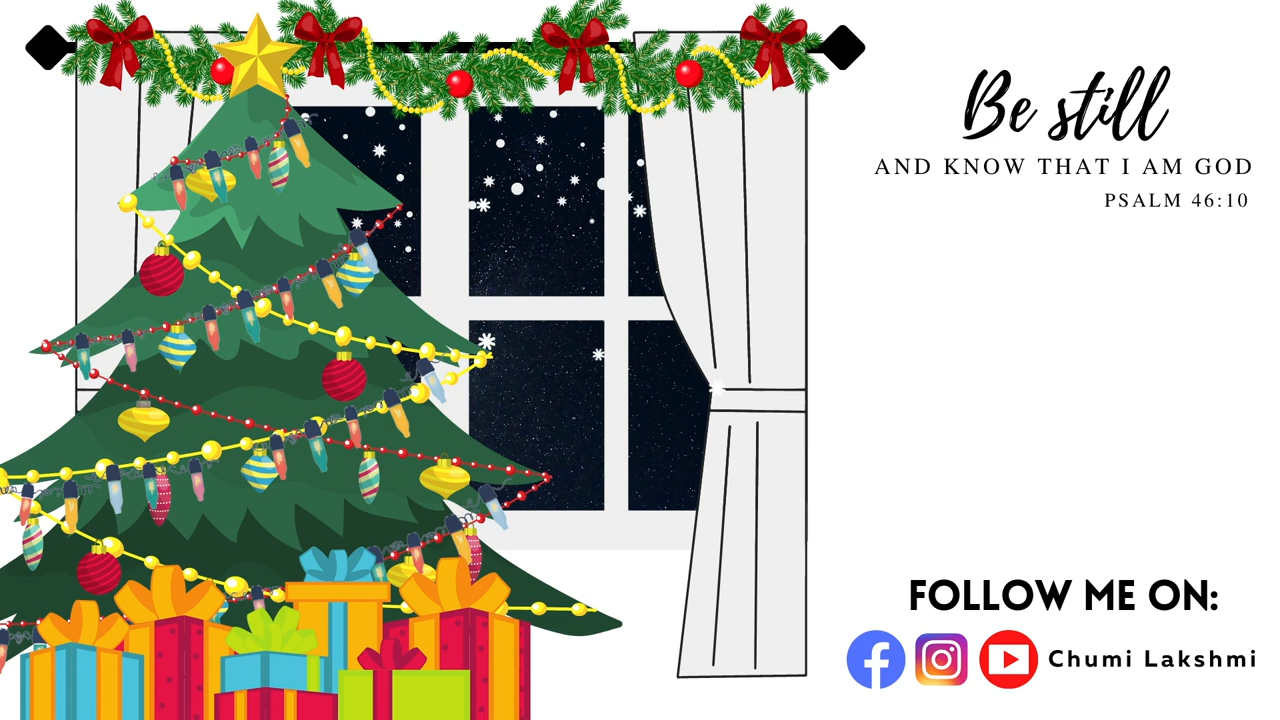 Be still
AND KNOW THAT I AM GOD
PSALM 46:10
FOLLOW ME ON:
Chumi Lakshmi